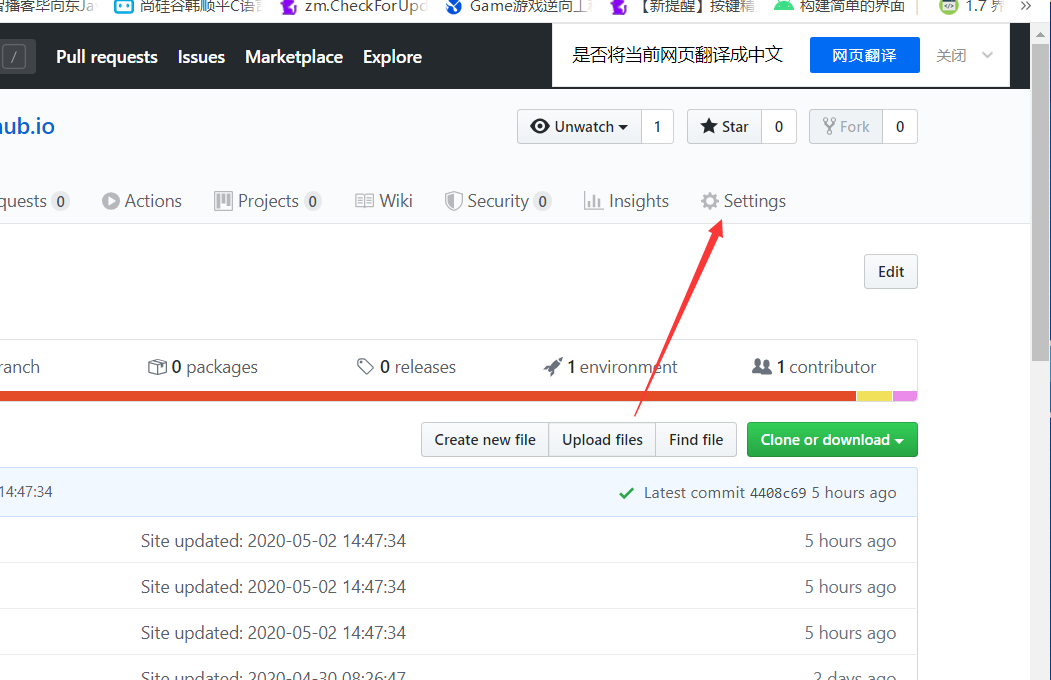 智播客毕向东Ja 尚硅谷韩顺平C语言 zm.CheckForUpd Game游戏逆向工程 【新提醒】按键精 构建简单的界面 1.7 界 »
/ Pull requests Issues Marketplace Explore 是否将当前网页翻译成中文 网页翻译 关闭
hub.io Unwatch 1 Star 0 Fork 0
quests 0 Actions Projects 0 Wiki Security 0 Insights Settings
Edit
ranch 0 packages 0 releases 1 environment 1 contributor
Create new file Upload files Find file Clone or download
14:47:34 Latest commit 4408c69 5 hours ago
Site updated: 2020-05-02 14:47:34 5 hours ago
Site updated: 2020-05-02 14:47:34 5 hours ago
Site updated: 2020-05-02 14:47:34 5 hours ago
Site updated: 2020-04-30 08:26:47 2 days ago